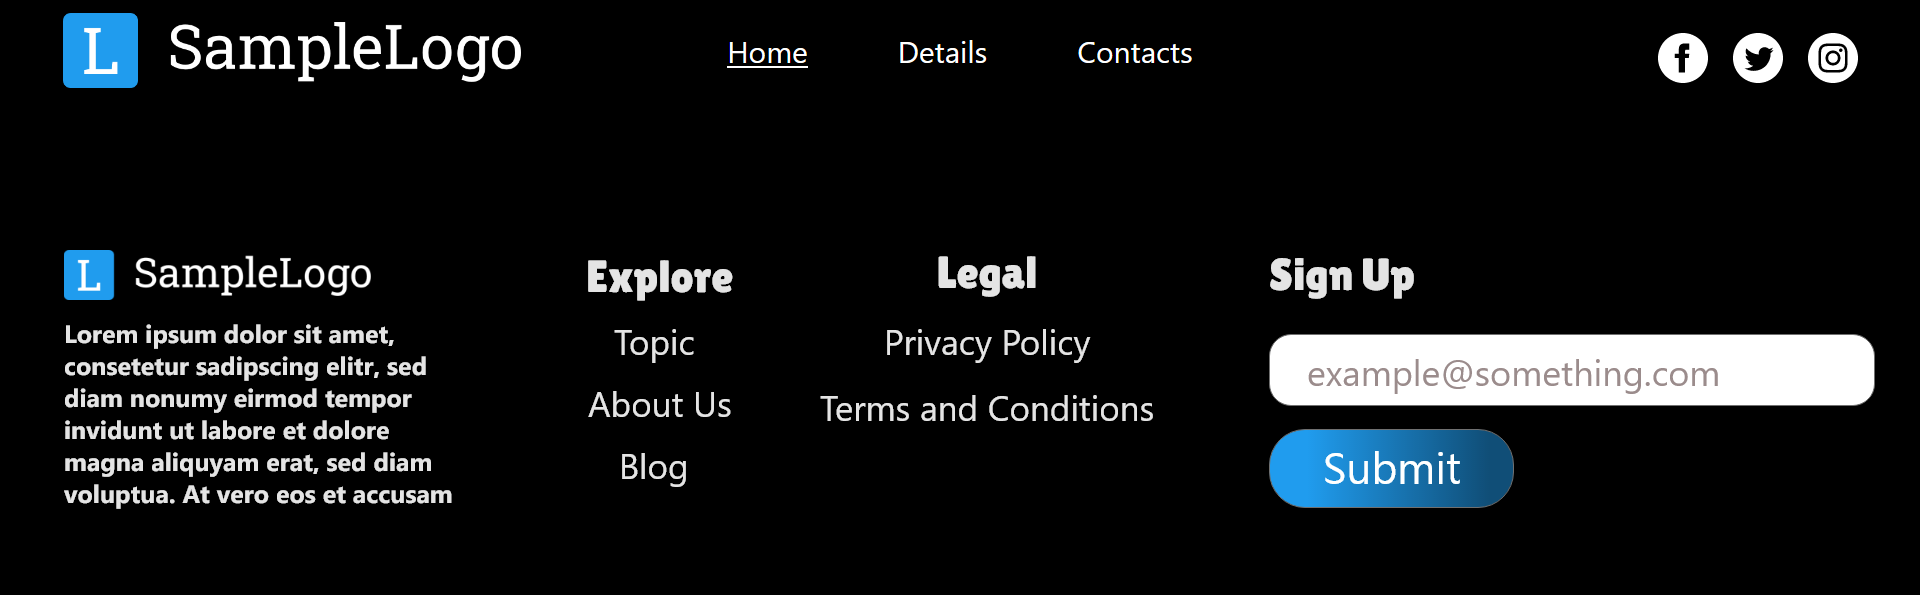 L SampleLogo
Home Details Contacts
L SampleLogo
Lorem ipsum dolor sit amet,
consetetur sadipscing elitr, sed
diam nonumy eirmod tempor
invidunt ut labore et dolore
magna aliquyam erat, sed diam
voluptua. At vero eos et accusam
Explore
Topic
About Us
Blog
Legal
Privacy Policy
Terms and Conditions
Sign Up
example@something.com
Submit